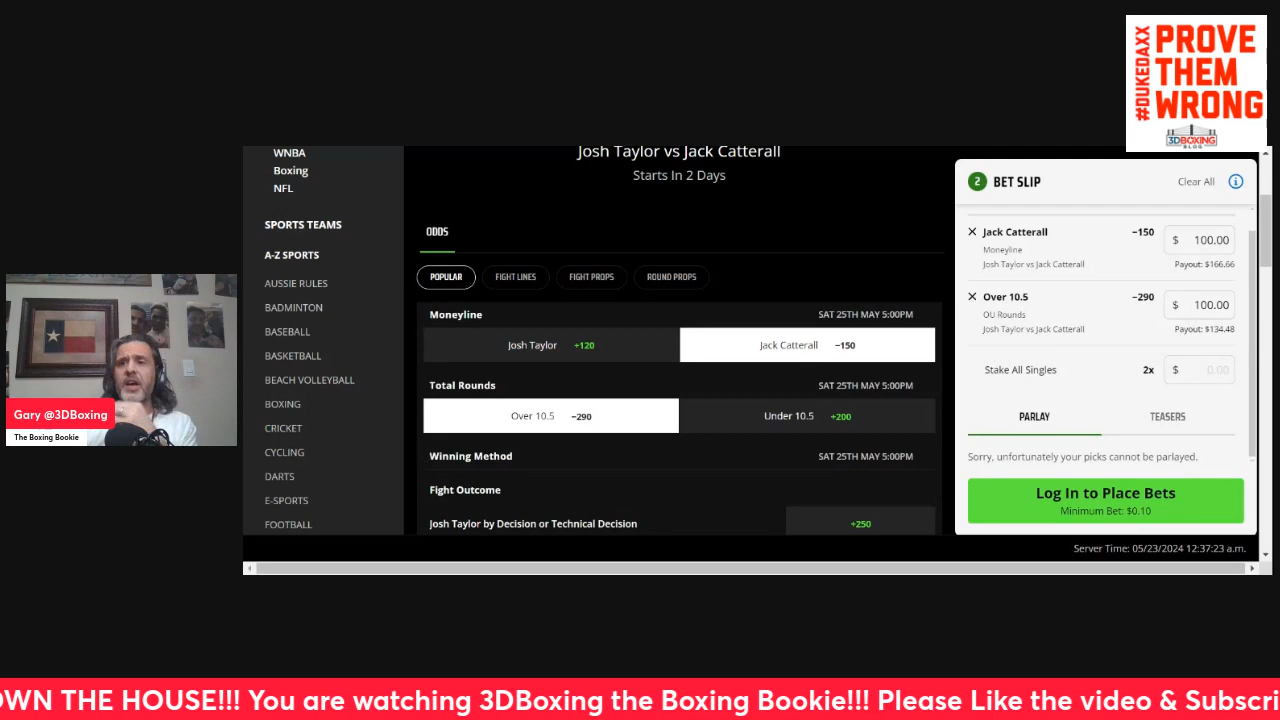 #DUKEDAXX
PROVE
THEM
WRONG
3DBOXING
BLOG
WNBA
Boxing
NFL
SPORTS TEAMS
A-Z SPORTS
AUSSIE RULES
BADMINTON
BASEBALL
BASKETBALL
BEACH VOLLEYBALL
BOXING
CRICKET
CYCLING
DARTS
E-SPORTS
FOOTBALL
Josh Taylor vs Jack Catterall
Starts In 2 Days
ODDS
POPULAR FIGHT LINES FIGHT PROPS ROUND PROPS
Moneyline SAT 25TH MAY 5:00PM
Josh Taylor +120 Jack Catterall −150
Total Rounds SAT 25TH MAY 5:00PM
Over 10.5 −290 Under 10.5 +200
Winning Method SAT 25TH MAY 5:00PM
Fight Outcome
Josh Taylor by Decision or Technical Decision +250
2 BET SLIP Clear All i
Jack Catterall −150 $ 100.00
Moneyline
Josh Taylor vs Jack Catterall Payout: $166.66
Over 10.5 −290 $ 100.00
OU Rounds
Josh Taylor vs Jack Catterall Payout: $134.48
Stake All Singles 2x $ 0.00
PARLAY TEASERS
Sorry, unfortunately your picks cannot be parlayed.
Log In to Place Bets
Minimum Bet: $0.10
Server Time: 05/23/2024 12:37:23 a.m.
Gary @3DBoxing
The Boxing Bookie
OWN THE HOUSE!!! You are watching 3DBoxing the Boxing Bookie!!! Please Like the video & Subscri